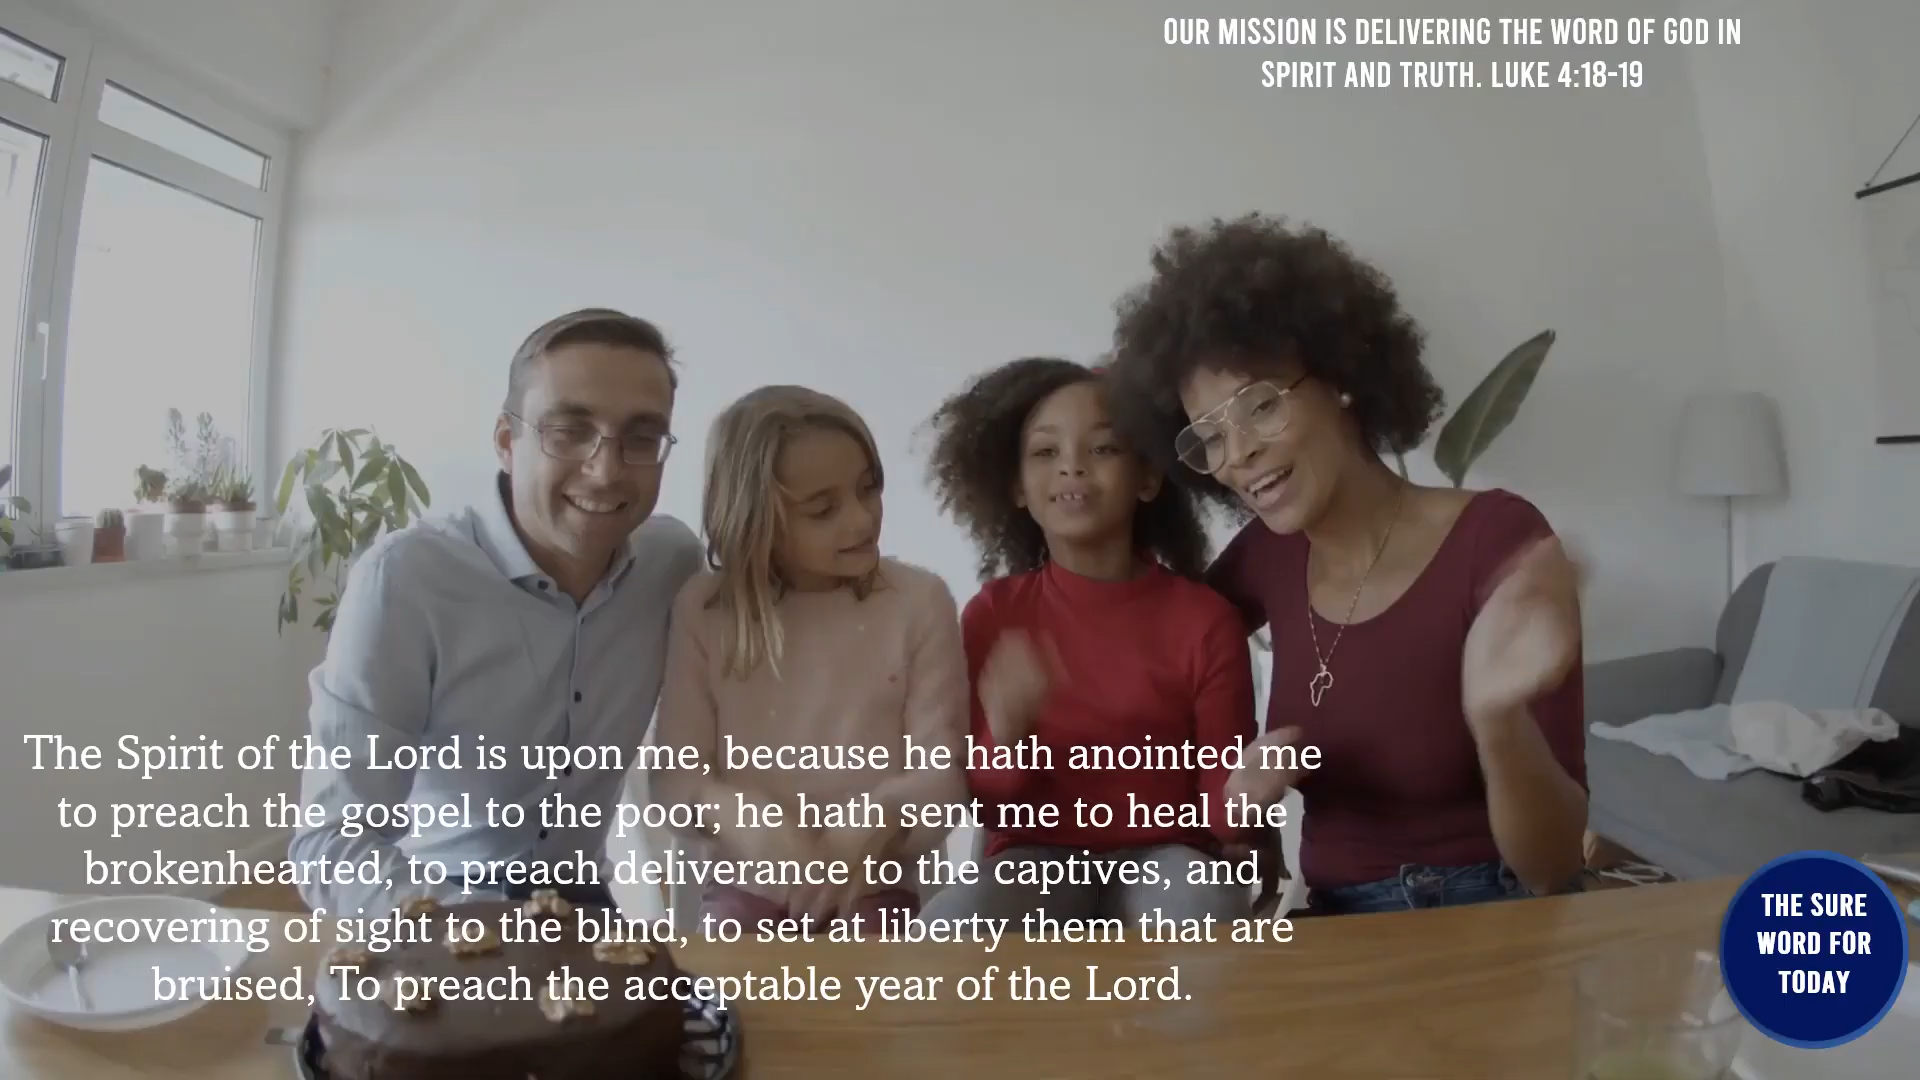 OUR MISSION IS DELIVERING THE WORD OF GOD IN
SPIRIT AND TRUTH. LUKE 4:18-19
The Spirit of the Lord is upon me, because he hath anointed me
to preach the gospel to the poor; he hath sent me to heal the
brokenhearted, to preach deliverance to the captives, and
recovering of sight to the blind, to set at liberty them that are
bruised, To preach the acceptable year of the Lord.
THE SURE
WORD FOR
TODAY